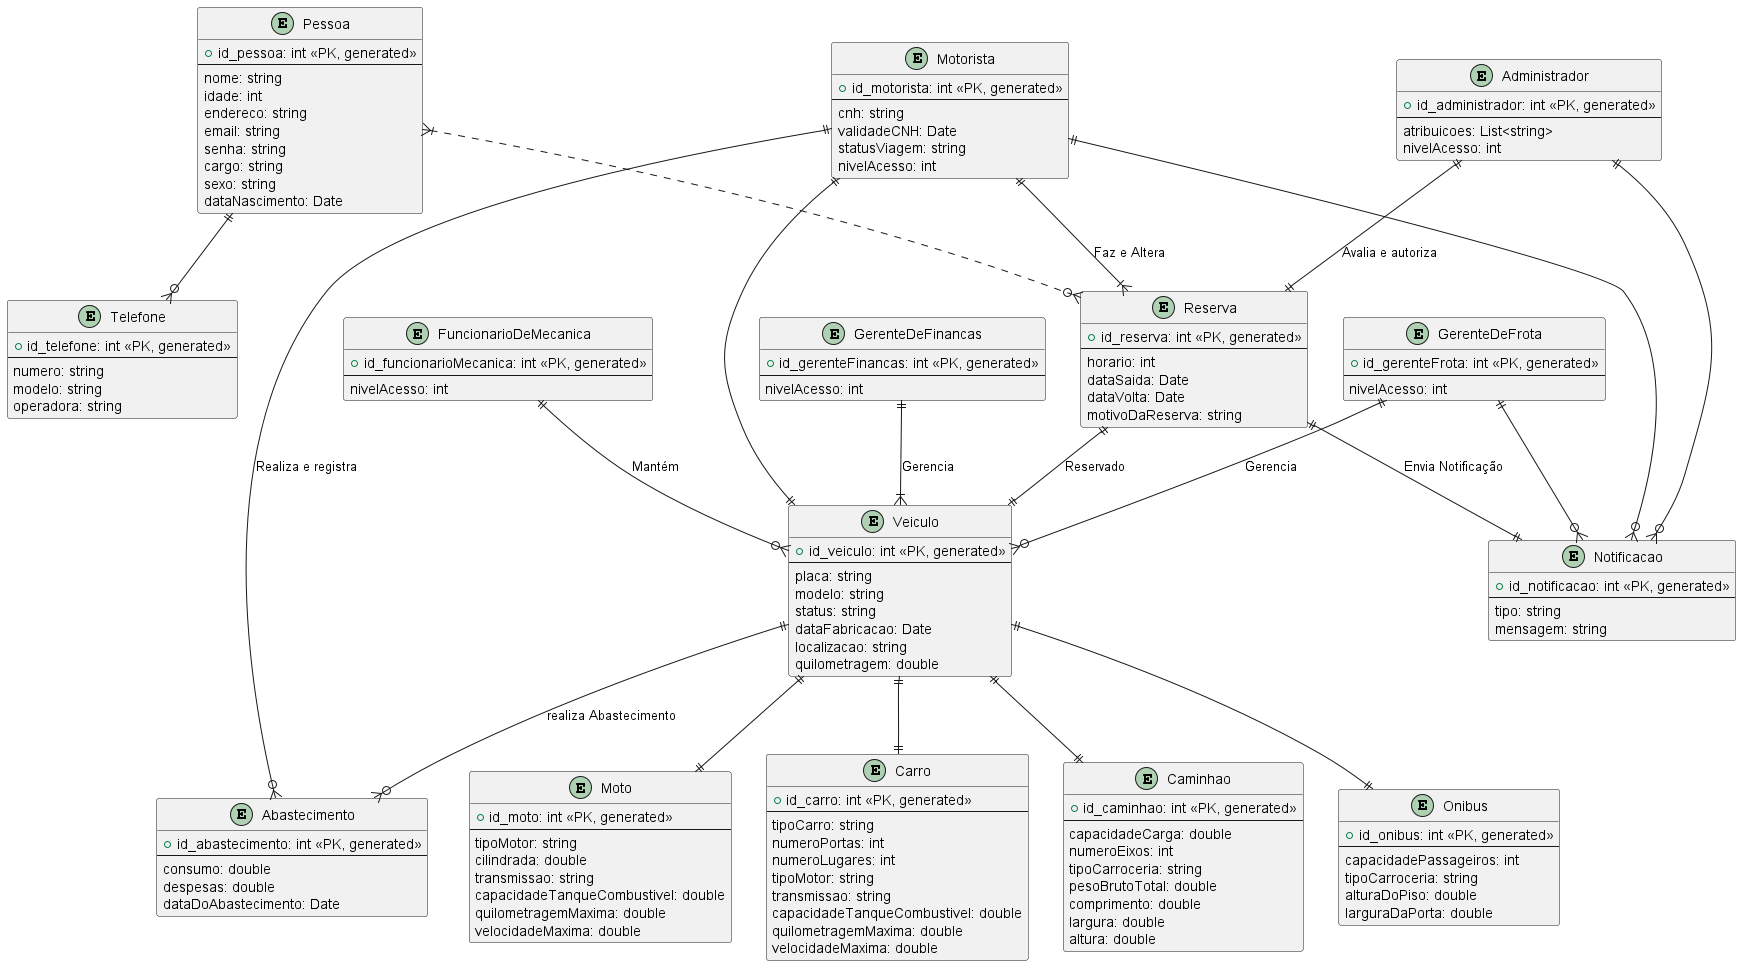 E Pessoa
id_pessoa: int «PK, generated»
nome: string
idade: int
endereco: string
email: string
senha: string
cargo: string
sexo: string
dataNascimento: Date
E Motorista
id_motorista: int «PK, generated»
cnh: string
validadeCNH: Date
statusViagem: string
nivelAcesso: int
E Administrador
id_administrador: int «PK, generated»
atribuicoes: List<string>
nivelAcesso: int
Faz e Altera
Avalia e autoriza
E Telefone
id_telefone: int «PK, generated»
numero: string
modelo: string
operadora: string
E FuncionarioDeMecanica
id_funcionarioMecanica: int «PK, generated»
nivelAcesso: int
E GerenteDeFinancas
id_gerenteFinancas: int «PK, generated»
nivelAcesso: int
E Reserva
id_reserva: int «PK, generated»
horario: int
dataSaida: Date
dataVolta: Date
motivoDaReserva: string
E GerenteDeFrota
id_gerenteFrota: int «PK, generated»
nivelAcesso: int
Realiza e registra
Mantém
Gerencia
Reservado
Gerencia
Envia Notificação
E Veiculo
id_veiculo: int «PK, generated»
placa: string
modelo: string
status: string
dataFabricacao: Date
localizacao: string
quilometragem: double
E Notificacao
id_notificacao: int «PK, generated»
tipo: string
mensagem: string
realiza Abastecimento
E Abastecimento
id_abastecimento: int «PK, generated»
consumo: double
despesas: double
dataDoAbastecimento: Date
E Moto
id_moto: int «PK, generated»
tipoMotor: string
cilindrada: double
transmissao: string
capacidadeTanqueCombustivel: double
quilometragemMaxima: double
velocidadeMaxima: double
E Carro
id_carro: int «PK, generated»
tipoCarro: string
numeroPortas: int
numeroLugares: int
tipoMotor: string
transmissao: string
capacidadeTanqueCombustivel: double
quilometragemMaxima: double
velocidadeMaxima: double
E Caminhao
id_caminhao: int «PK, generated»
capacidadeCarga: double
numeroEixos: int
tipoCarroceria: string
pesoBrutoTotal: double
comprimento: double
largura: double
altura: double
E Onibus
id_onibus: int «PK, generated»
capacidadePassageiros: int
tipoCarroceria: string
alturaDoPiso: double
larguraDaPorta: double